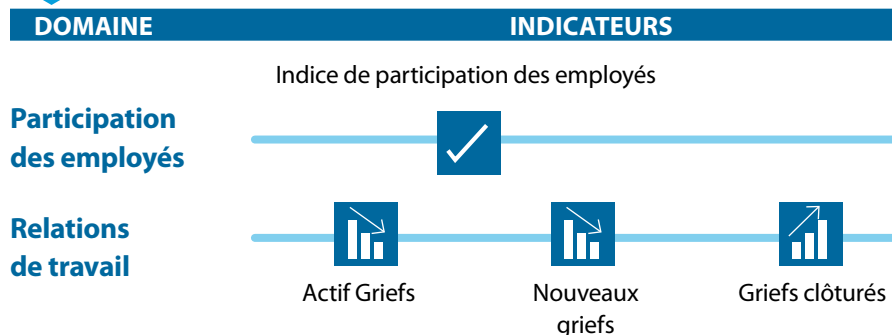 DOMAINE INDICATEURS
Indice de participation des employés
Participation
des employés
Relations
de travail
Actif Griefs
Nouveaux
griefs
Griefs clôturés